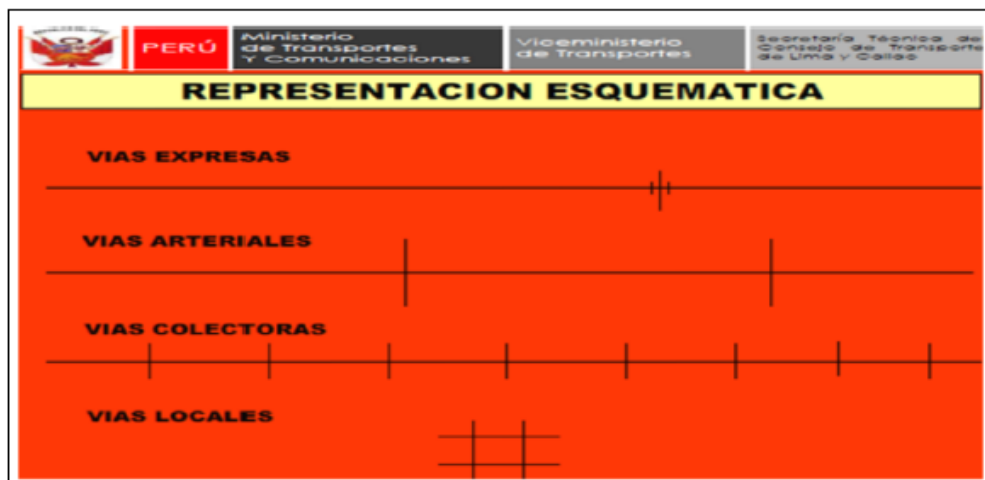 PERÚ
Ministerio
de Transportes
Y Comunicaciones
Viceministerio
de Transportes
Secretaría Técnica de
Consejo de Transporte
de Lima y Callao
REPRESENTACION ESQUEMATICA
VIAS EXPRESAS
VIAS ARTERIALES
VIAS COLECTORAS
VIAS LOCALES